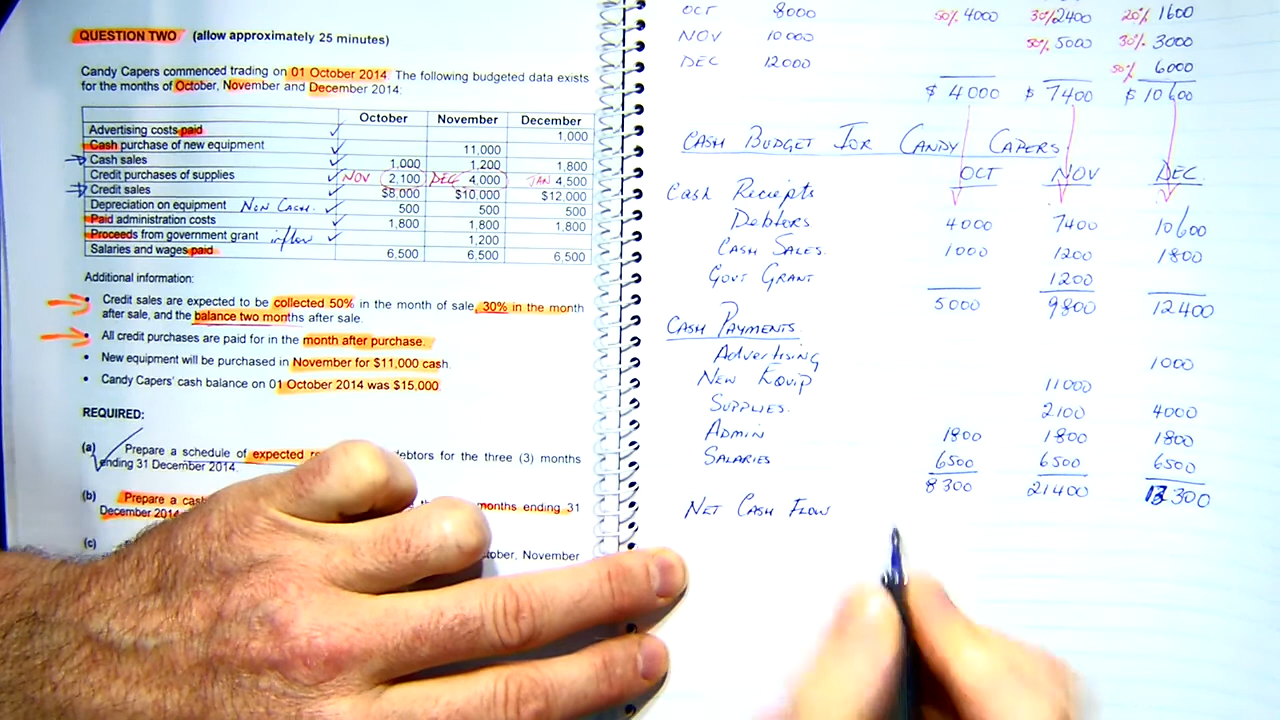 QUESTION TWO (allow approximately 25 minutes)
Candy Capers commenced trading on 01 October 2014. The following budgeted data exists
for the months of October, November and December 2014:
October November December
Advertising costs paid ✓ 1,000
Cash purchase of new equipment ✓ 11,000
Cash sales ✓ 1,000 1,200 1,800
Credit purchases of supplies ✓ NOV 2,100 DEC 4,000 JAN 4,500
Credit sales ✓ $8,000 $10,000 $12,000
Depreciation on equipment NON CASH. 500 500 500
Paid administration costs ✓ 1,800 1,800 1,800
Proceeds from government grant inflow ✓ 1,200
Salaries and wages paid 6,500 6,500 6,500
Additional information:
• Credit sales are expected to be collected 50% in the month of sale, 30% in the month
after sale, and the balance two months after sale.
• All credit purchases are paid for in the month after purchase.
• New equipment will be purchased in November for $11,000 cash.
• Candy Capers' cash balance on 01 October 2014 was $15,000
REQUIRED:
(a) Prepare a schedule of expected debtors for the three (3) months
ending 31 December 2014.
(b) Prepare a cash months ending 31
December 2014
(c) November
OCT 8000 50% 4000 30% 2400 20% 1600
NOV 10000 50% 5000 30% 3000
DEC 12000 50% 6000
$ 4000 $ 7400 $ 10600
CASH BUDGET FOR CANDY CAPERS
OCT NOV DEC
Cash Receipts
Debtors 4000 7400 10600
CASH SALES 1000 1200 1800
GOVT GRANT 1200
5000 9800 12400
CASH PAYMENTS
Advertising 1000
NEW EQUIP 11000
SUPPLIES 2100 4000
ADMIN 1800 1800 1800
SALARIES 6500 6500 6500
8300 21400 13300
NET CASH FLOW